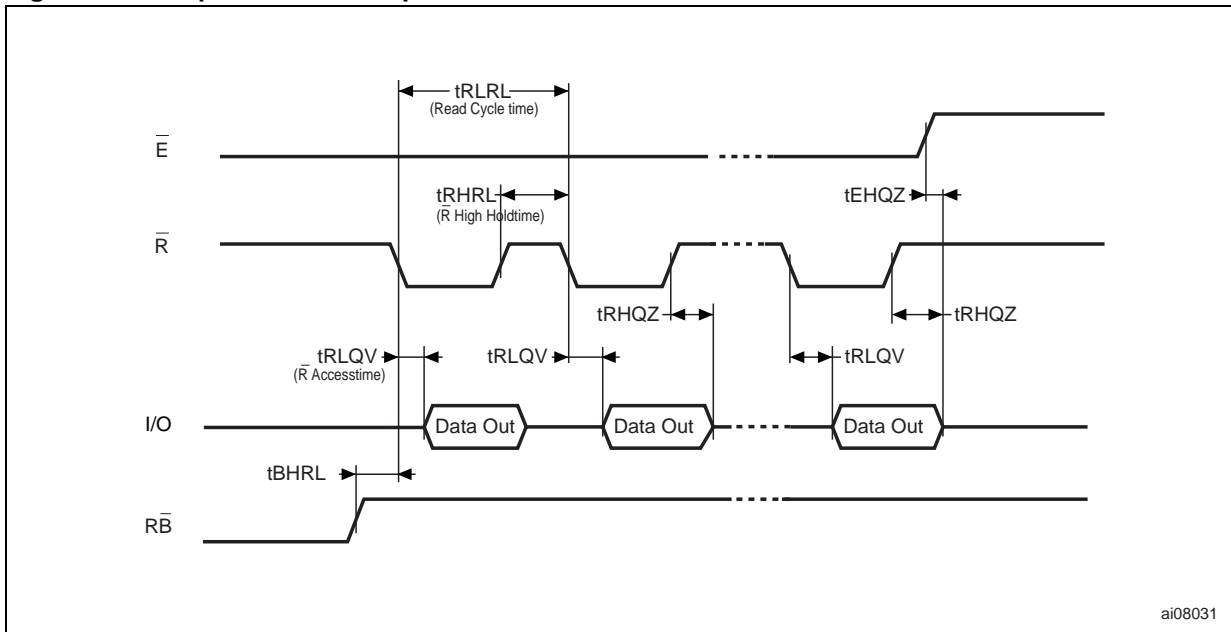 tRLRL
(Read Cycle time)
E̅
tRHRL
(R̅ High Holdtime)
tEHQZ
R̅
tRHQZ
tRHQZ
tRLQV
(R̅ Accesstime)
tRLQV
tRLQV
I/O
Data Out
Data Out
Data Out
tBHRL
RB̅
ai08031